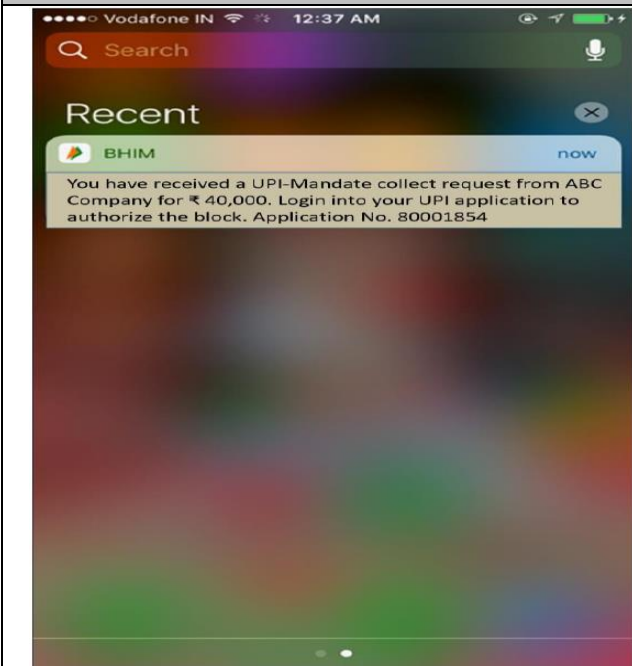 Vodafone IN 12:37 AM
Search
Recent
BHIM now
You have received a UPI-Mandate collect request from ABC
Company for ₹ 40,000. Login into your UPI application to
authorize the block. Application No. 80001854